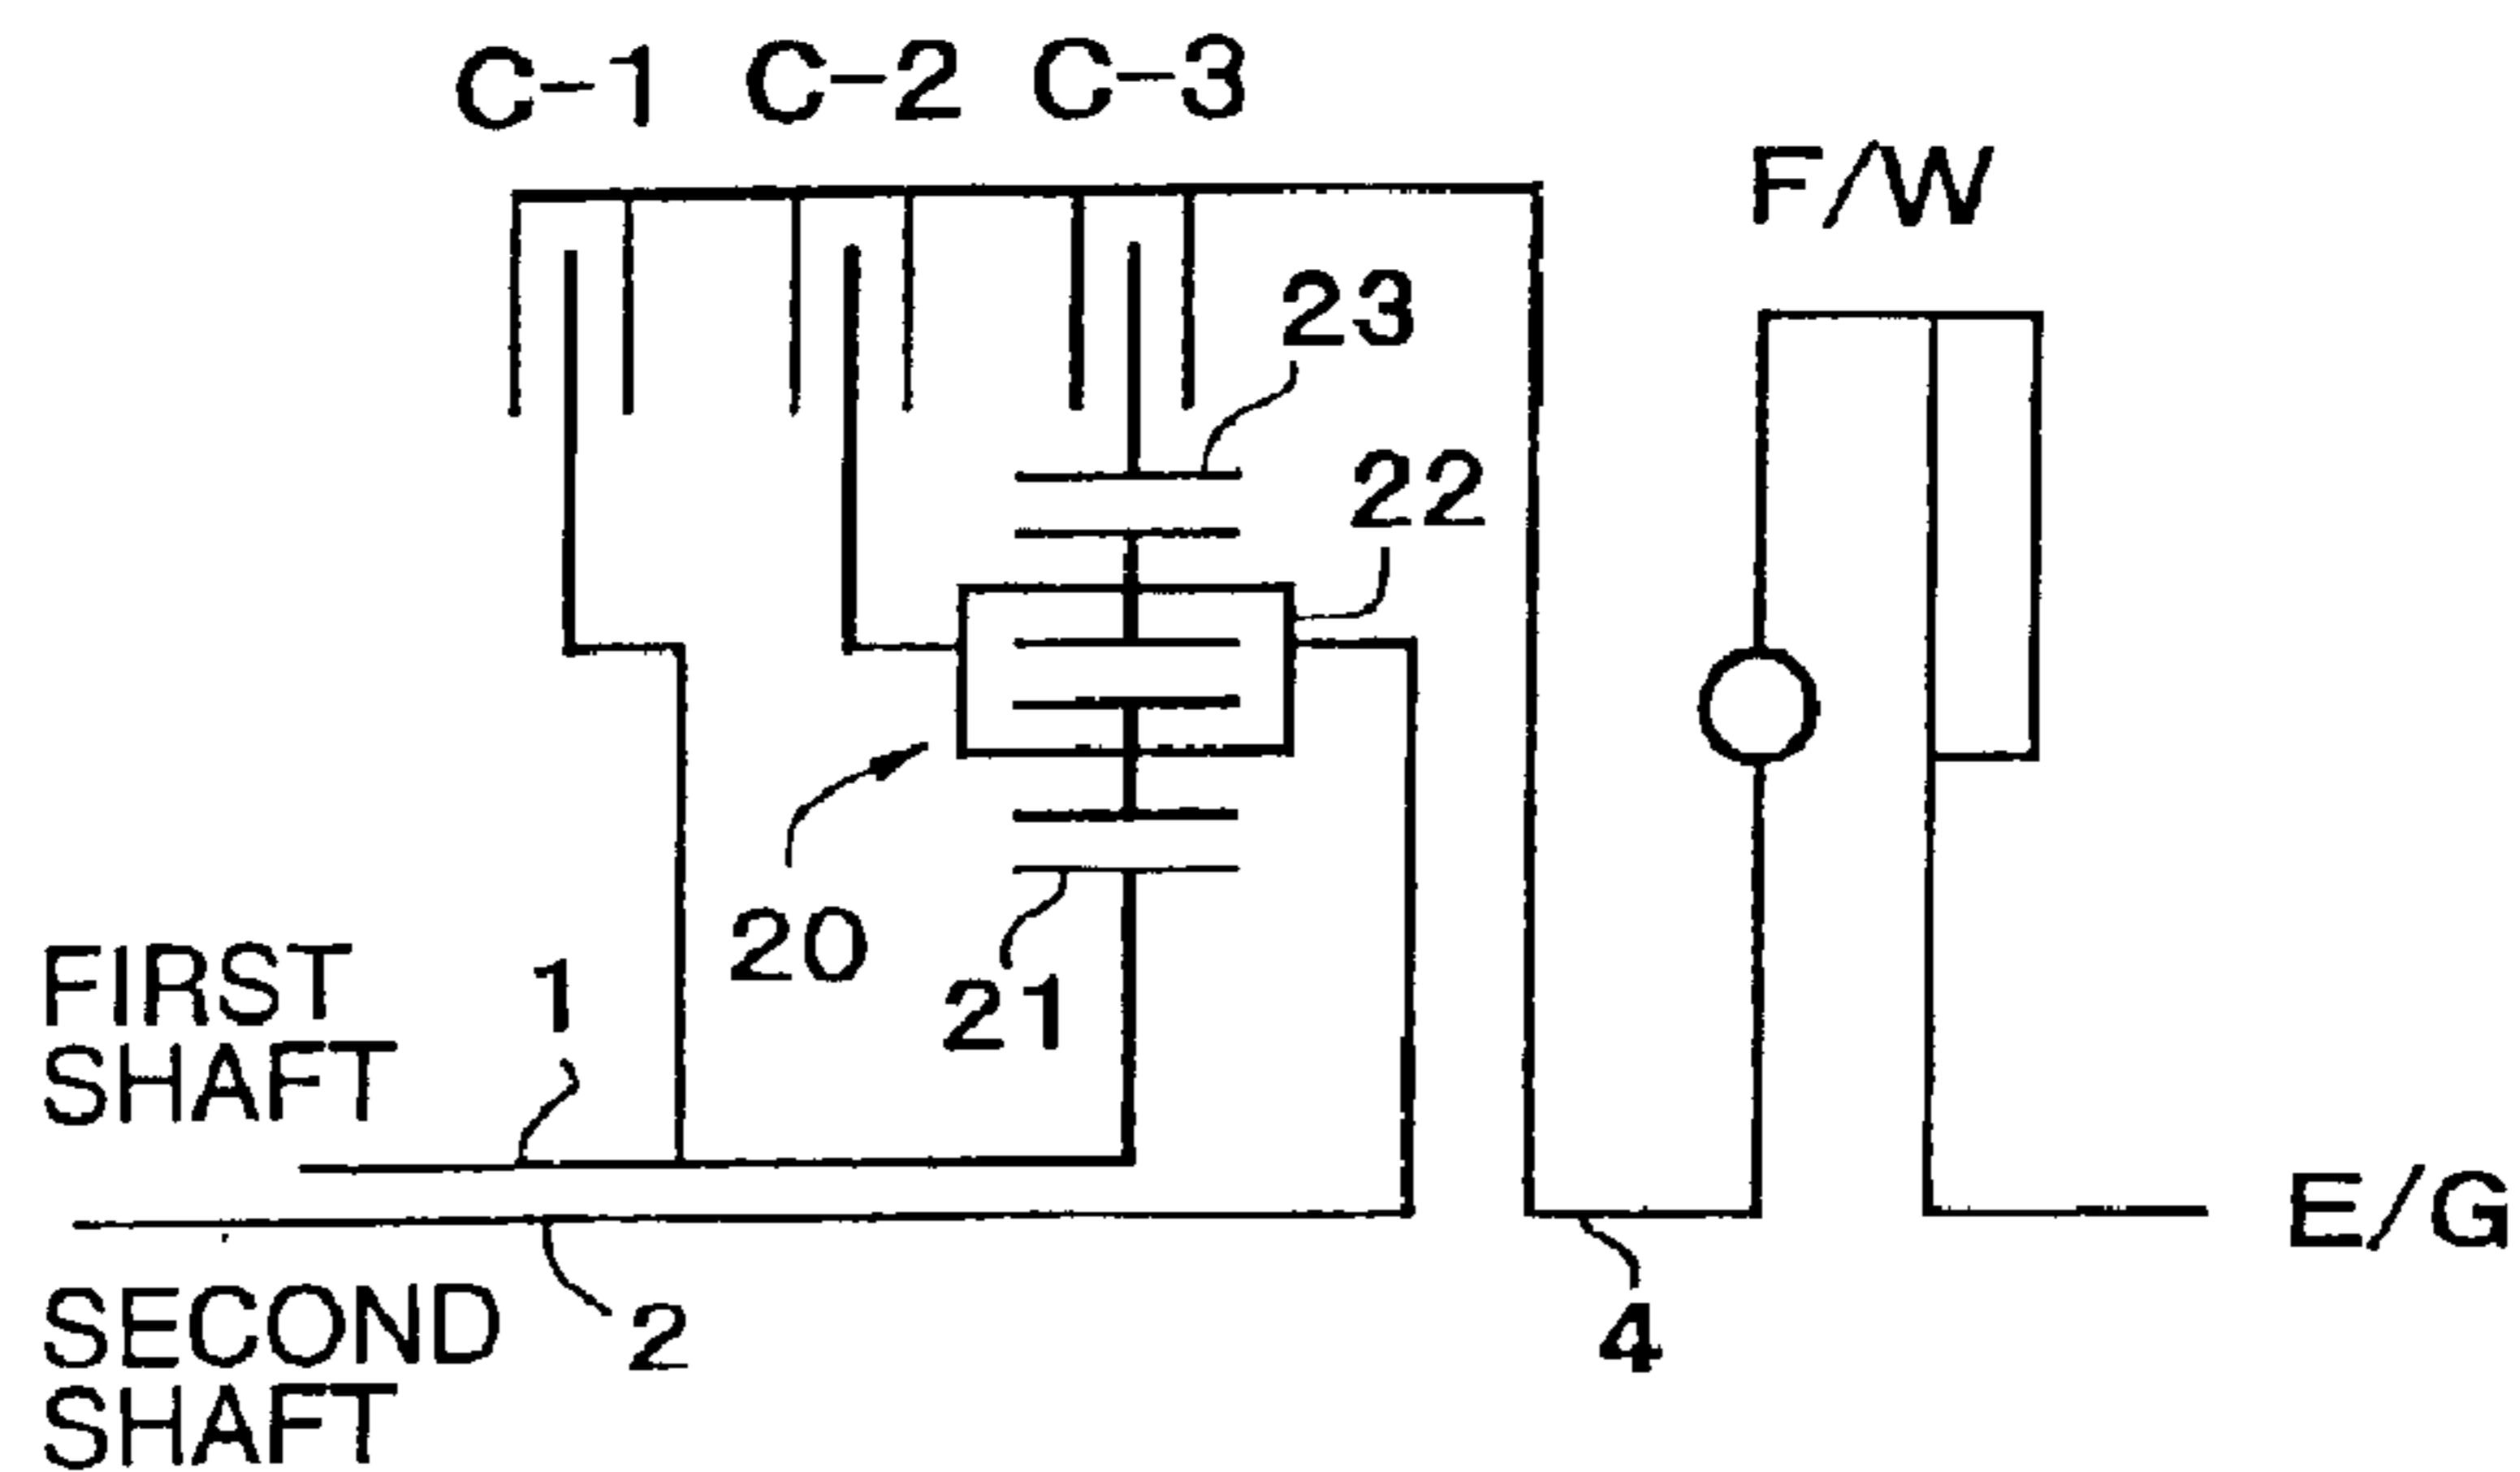 C-1 C-2 C-3
F/W
23
22
20
21
FIRST
SHAFT
1
E/G
SECOND
SHAFT
2
4